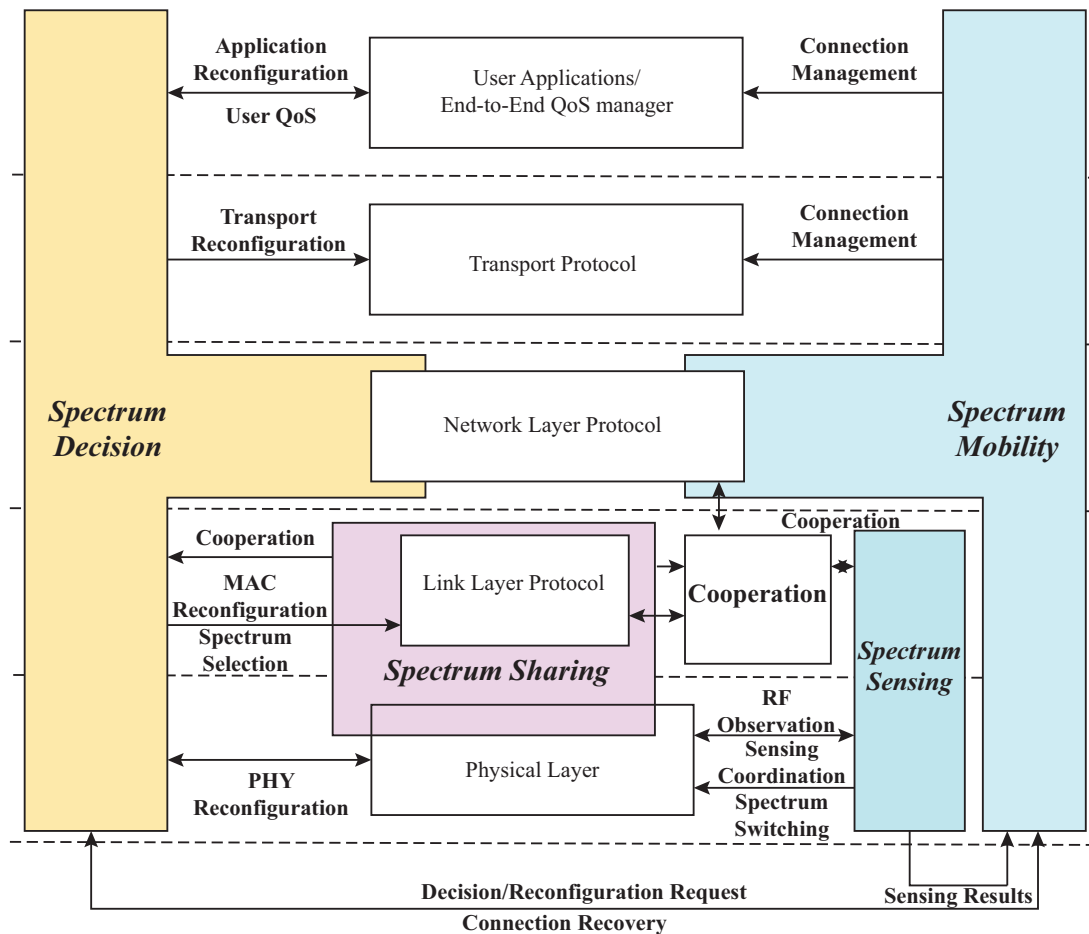 Application
Reconfiguration
User QoS
User Applications/
End-to-End QoS manager
Connection
Management
Transport
Reconfiguration
Transport Protocol
Connection
Management
Spectrum
Decision
Network Layer Protocol
Spectrum
Mobility
Cooperation
MAC
Reconfiguration
Spectrum
Selection
Link Layer Protocol
Spectrum Sharing
Cooperation
Cooperation
Spectrum
Sensing
RF
Observation
Sensing
Coordination
Spectrum
Switching
PHY
Reconfiguration
Physical Layer
Decision/Reconfiguration Request
Connection Recovery
Sensing Results